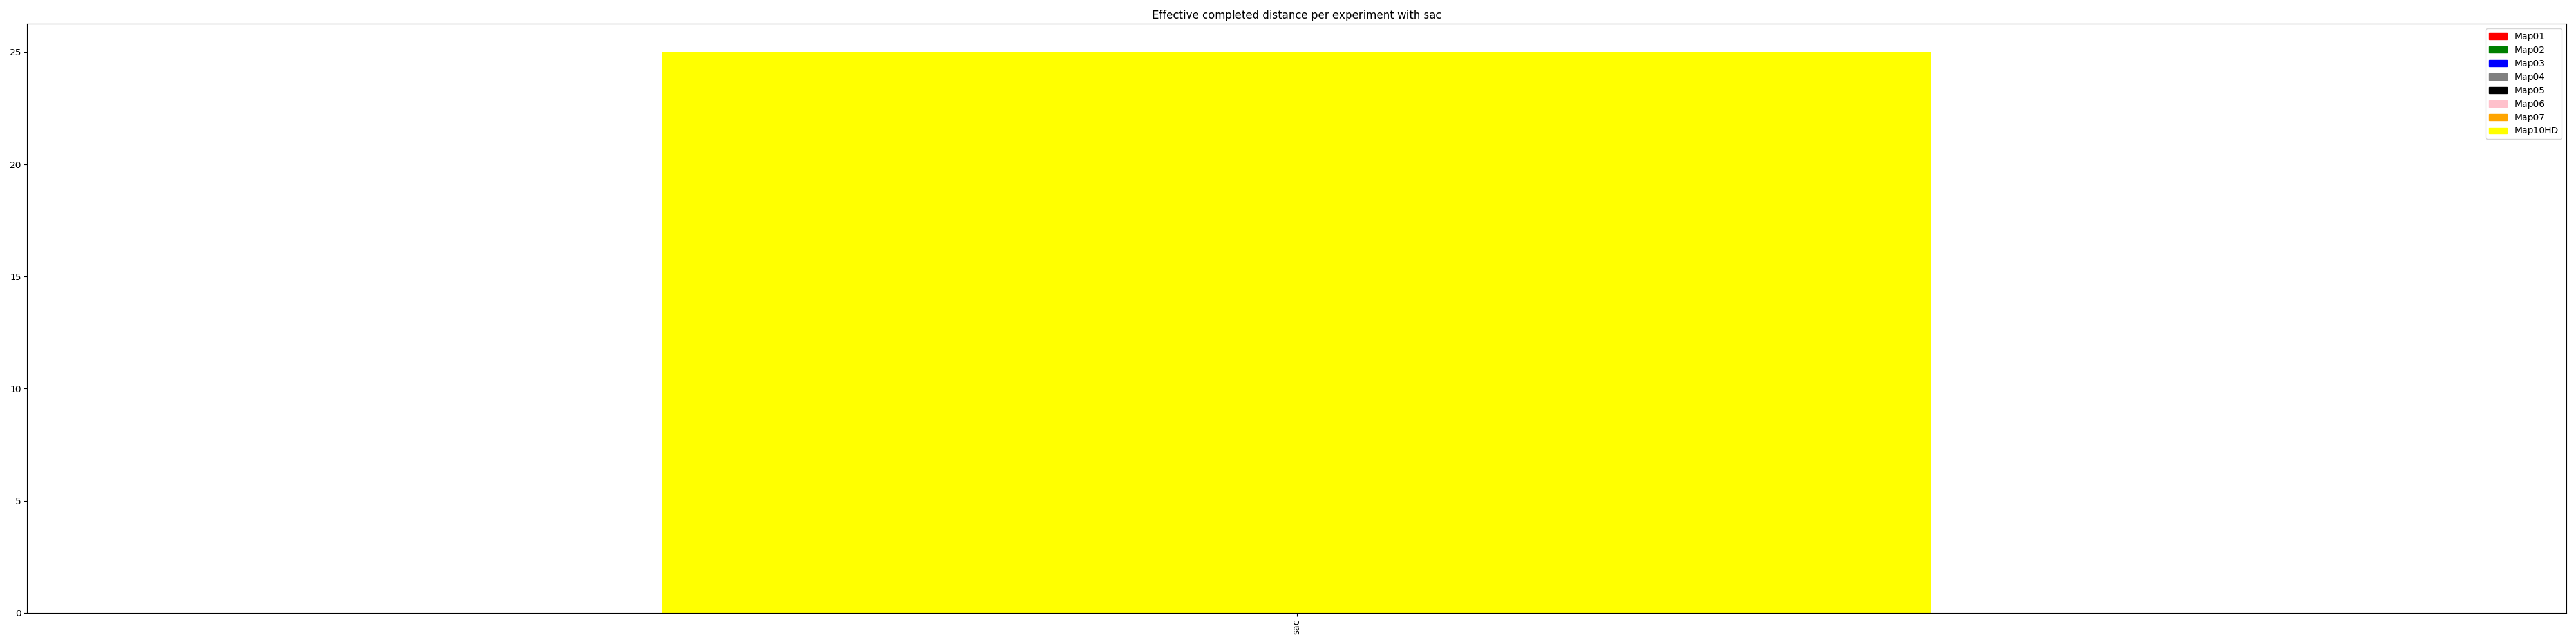 Effective completed distance per experiment with sac
25
20
15
10
5
0
Map01
Map02
Map03
Map04
Map05
Map06
Map07
Map10HD
sac